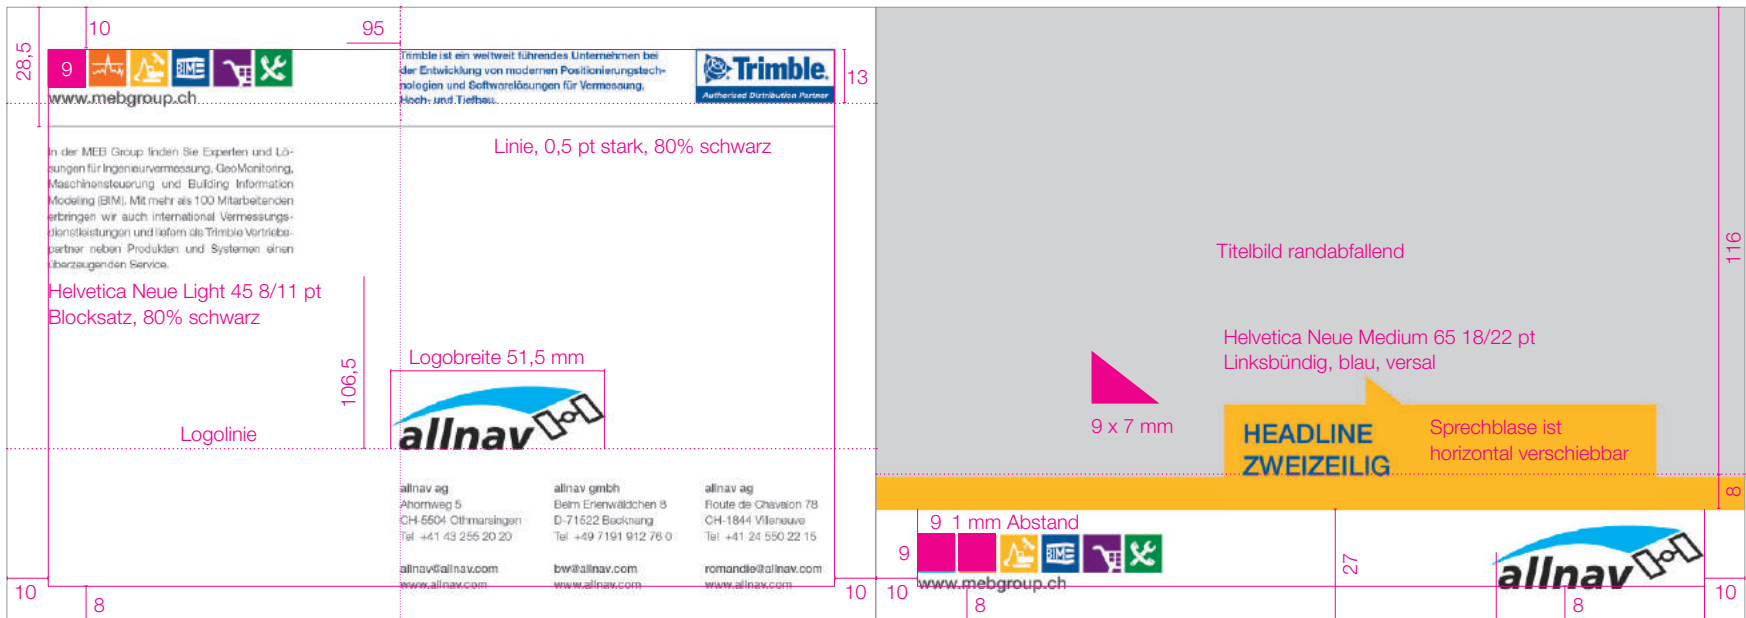 10
95
28,5
9
BIME
www.mebgroup.ch
Trimble ist ein weltweit führendes Unternehmen bei
der Entwicklung von modernen Positionierungstech-
nologien und Softwarelösungen für Vermessung,
Hoch- und Tiefbau.
Trimble.
Authorized Distribution Partner
13
Linie, 0,5 pt stark, 80% schwarz
In der MEB Group finden Sie Experten und Lö-
sungen für Ingenieurvermessung, GeoMonitoring,
Maschinensteuerung und Building Information
Modeling (BIM). Mit mehr als 100 Mitarbeitenden
erbringen wir auch international Vermessungs-
dienstleistungen und liefern als Trimble Vertriebs-
partner neben Produkten und Systemen einen
überzeugenden Service.
Helvetica Neue Light 45 8/11 pt
Blocksatz, 80% schwarz
106,5
Logobreite 51,5 mm
allnav
Logolinie
allnav ag
Ahornweg 5
CH-5504 Othmarsingen
Tel +41 43 255 20 20
allnav@allnav.com
www.allnav.com
allnav gmbh
Beim Erlenwäldchen 8
D-71522 Backnang
Tel +49 7191 912 76 0
bw@allnav.com
www.allnav.com
allnav ag
Route de Chavalon 78
CH-1844 Villeneuve
Tel +41 24 550 22 15
romandie@allnav.com
www.allnav.com
10
8
10
Titelbild randabfallend
116
Helvetica Neue Medium 65 18/22 pt
Linksbündig, blau, versal
9 x 7 mm
HEADLINE
ZWEIZEILIG
Sprechblase ist
horizontal verschiebbar
8
9 1 mm Abstand
9
BIME
www.mebgroup.ch
27
allnav
10
8
8
10